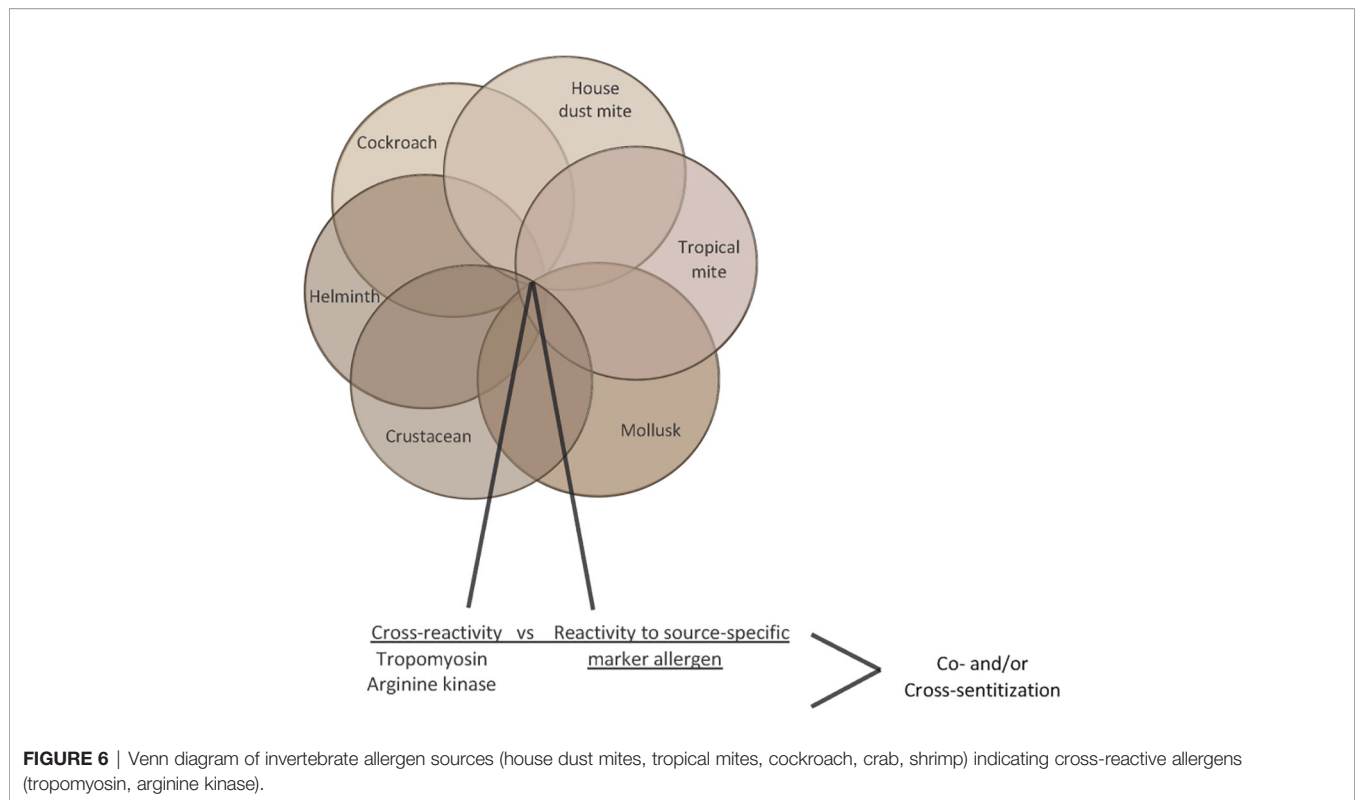 House
dust mite
Cockroach
Tropical
mite
Helminth
Crustacean
Mollusk
Cross-reactivity vs Reactivity to source-specific
Tropomyosin marker allergen
Arginine kinase
Co- and/or
Cross-sentitization
FIGURE 6 | Venn diagram of invertebrate allergen sources (house dust mites, tropical mites, cockroach, crab, shrimp) indicating cross-reactive allergens
(tropomyosin, arginine kinase).